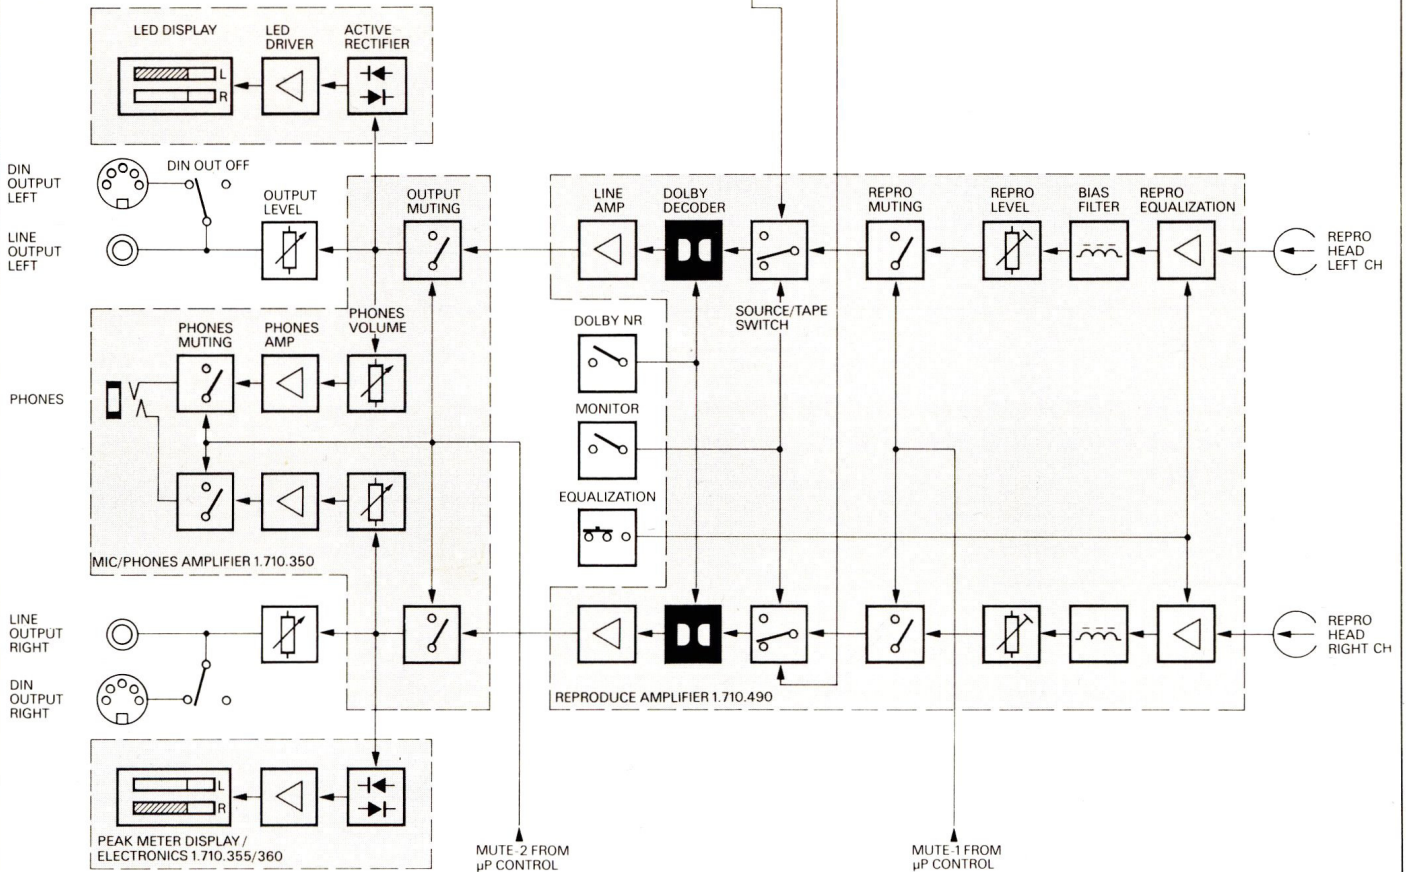 LED DISPLAY
LED
DRIVER
ACTIVE
RECTIFIER
L
R
DIN
OUTPUT
LEFT
DIN OUT OFF
OUTPUT
LEVEL
OUTPUT
MUTING
LINE
AMP
DOLBY
DECODER
REPRO
MUTING
REPRO
LEVEL
BIAS
FILTER
REPRO
EQUALIZATION
LINE
OUTPUT
LEFT
REPRO
HEAD
LEFT CH
PHONES
MUTING
PHONES
AMP
PHONES
VOLUME
DOLBY NR
SOURCE/TAPE
SWITCH
PHONES
MONITOR
EQUALIZATION
MIC/PHONES AMPLIFIER 1.710.350
LINE
OUTPUT
RIGHT
REPRO
HEAD
RIGHT CH
DIN
OUTPUT
RIGHT
REPRODUCE AMPLIFIER 1.710.490
L
R
PEAK METER DISPLAY/
ELECTRONICS 1.710.355/360
MUTE-2 FROM
µP CONTROL
MUTE-1 FROM
µP CONTROL